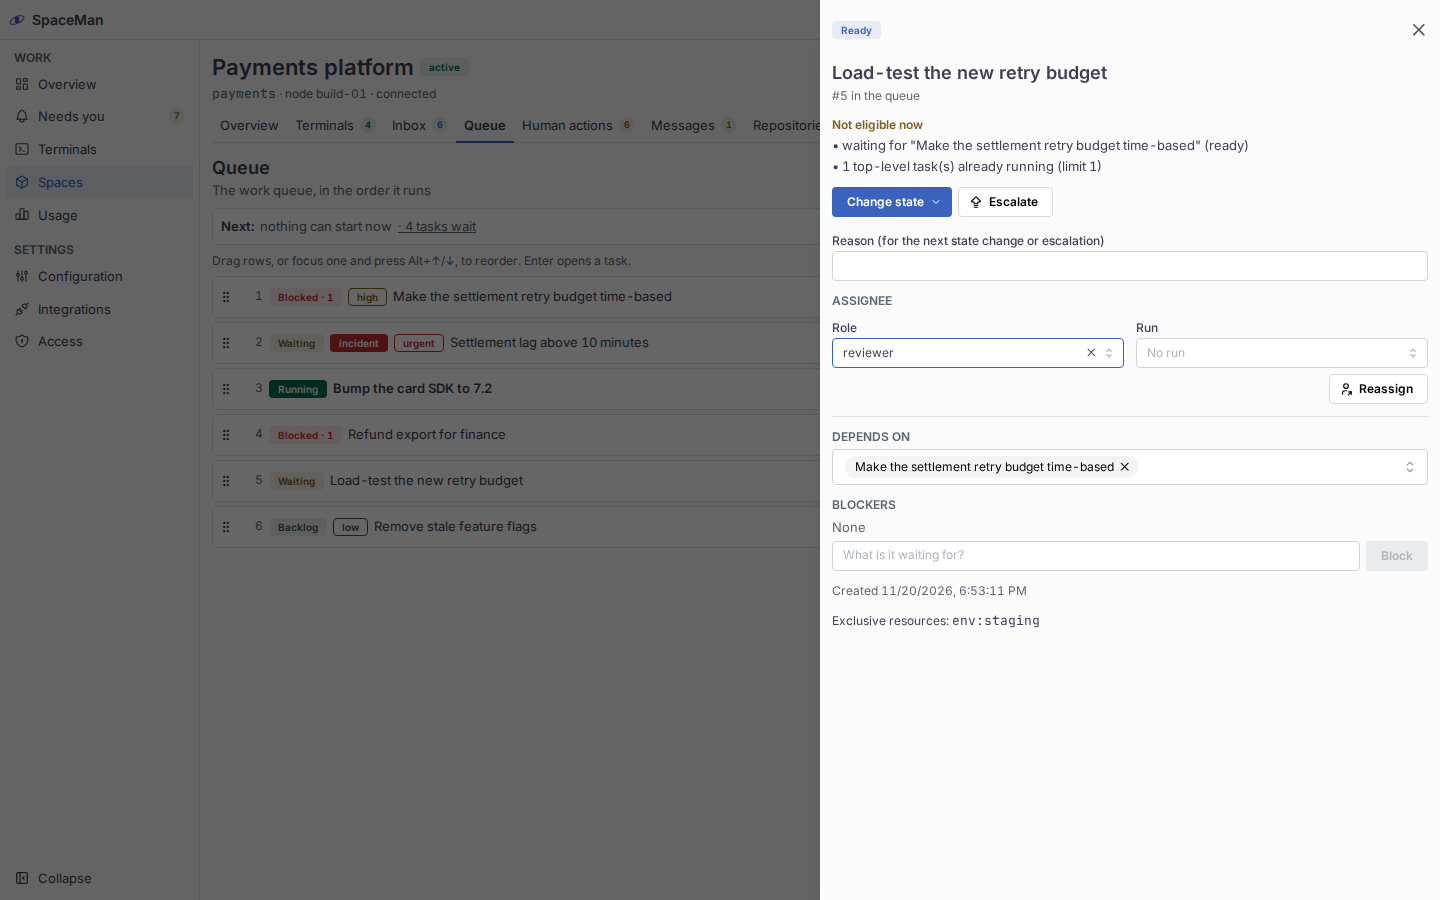 SpaceMan
WORK
Overview
Needs you 7
Terminals
Spaces
Usage
SETTINGS
Configuration
Integrations
Access
Collapse
Payments platform active
payments · node build-01 · connected
Overview Terminals 4 Inbox 6 Queue Human actions 6 Messages 1 Repositorie
Queue
The work queue, in the order it runs
Next: nothing can start now · 4 tasks wait
Drag rows, or focus one and press Alt+↑/↓, to reorder. Enter opens a task.
1 Blocked · 1 high Make the settlement retry budget time-based
2 Waiting incident urgent Settlement lag above 10 minutes
3 Running Bump the card SDK to 7.2
4 Blocked · 1 Refund export for finance
5 Waiting Load-test the new retry budget
6 Backlog low Remove stale feature flags
Ready
Load-test the new retry budget
#5 in the queue
Not eligible now
• waiting for "Make the settlement retry budget time-based" (ready)
• 1 top-level task(s) already running (limit 1)
Change state Escalate
Reason (for the next state change or escalation)
ASSIGNEE
Role Run
reviewer No run
Reassign
DEPENDS ON
Make the settlement retry budget time-based
BLOCKERS
None
What is it waiting for? Block
Created 11/20/2026, 6:53:11 PM
Exclusive resources: env:staging